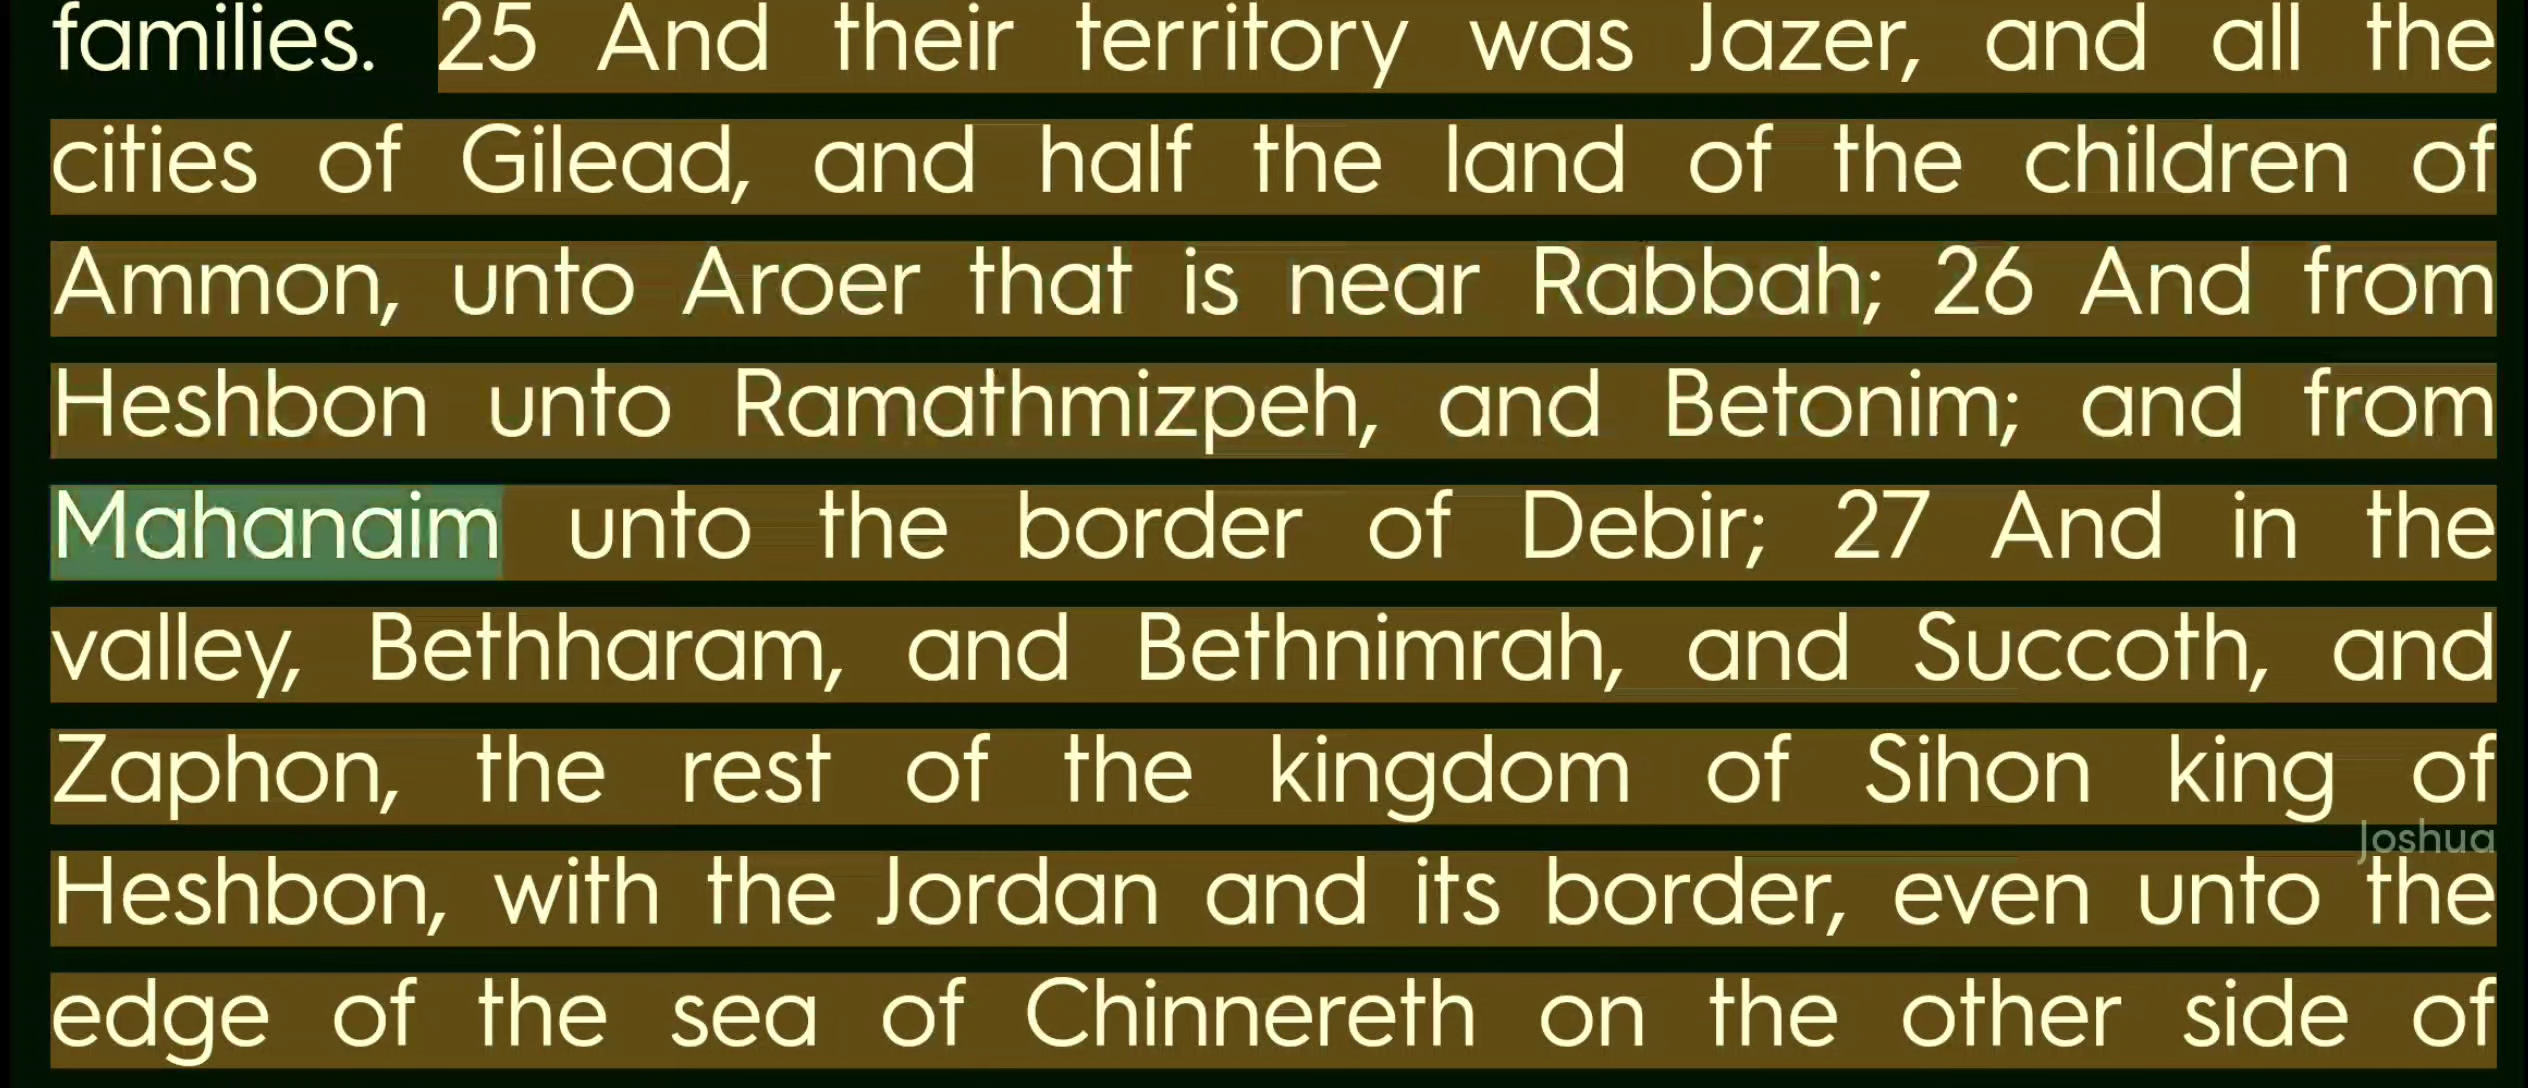 families. 25 And their territory was Jazer, and all the
cities of Gilead, and half the land of the children of
Ammon, unto Aroer that is near Rabbah; 26 And from
Heshbon unto Ramathmizpeh, and Betonim; and from
Mahanaim unto the border of Debir; 27 And in the
valley, Bethharam, and Bethnimrah, and Succoth, and
Zaphon, the rest of the kingdom of Sihon king of
Joshua
Heshbon, with the Jordan and its border, even unto the
edge of the sea of Chinnereth on the other side of